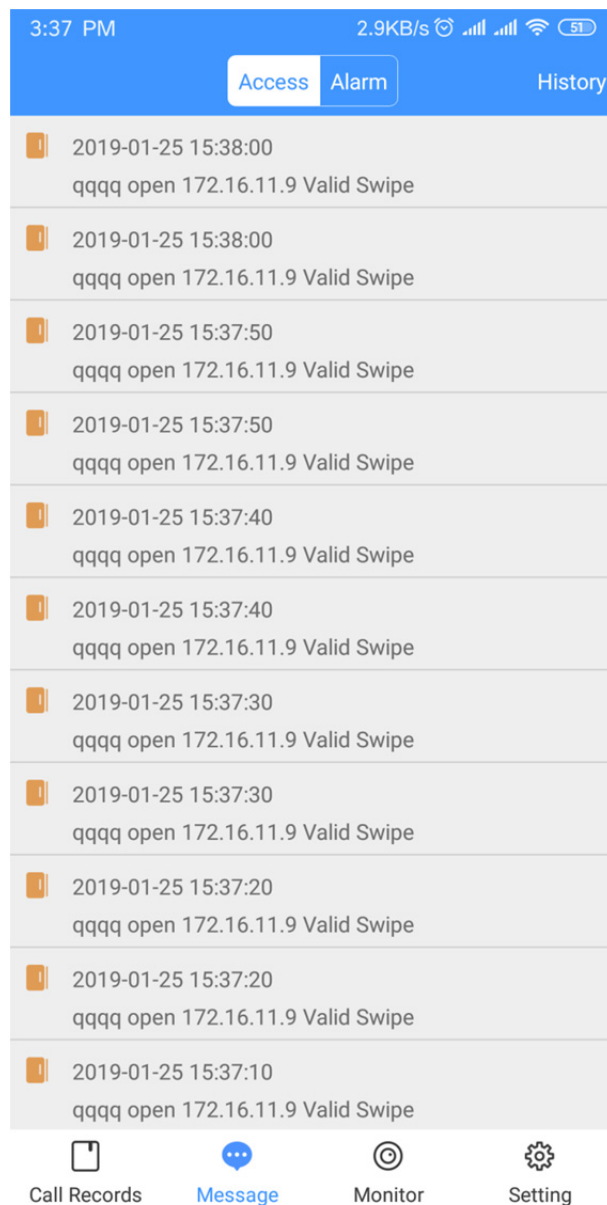 3:37 PM 2.9KB/s 51
Access Alarm History
2019-01-25 15:38:00
qqqq open 172.16.11.9 Valid Swipe
2019-01-25 15:38:00
qqqq open 172.16.11.9 Valid Swipe
2019-01-25 15:37:50
qqqq open 172.16.11.9 Valid Swipe
2019-01-25 15:37:50
qqqq open 172.16.11.9 Valid Swipe
2019-01-25 15:37:40
qqqq open 172.16.11.9 Valid Swipe
2019-01-25 15:37:40
qqqq open 172.16.11.9 Valid Swipe
2019-01-25 15:37:30
qqqq open 172.16.11.9 Valid Swipe
2019-01-25 15:37:30
qqqq open 172.16.11.9 Valid Swipe
2019-01-25 15:37:20
qqqq open 172.16.11.9 Valid Swipe
2019-01-25 15:37:20
qqqq open 172.16.11.9 Valid Swipe
2019-01-25 15:37:10
qqqq open 172.16.11.9 Valid Swipe
Call Records Message Monitor Setting